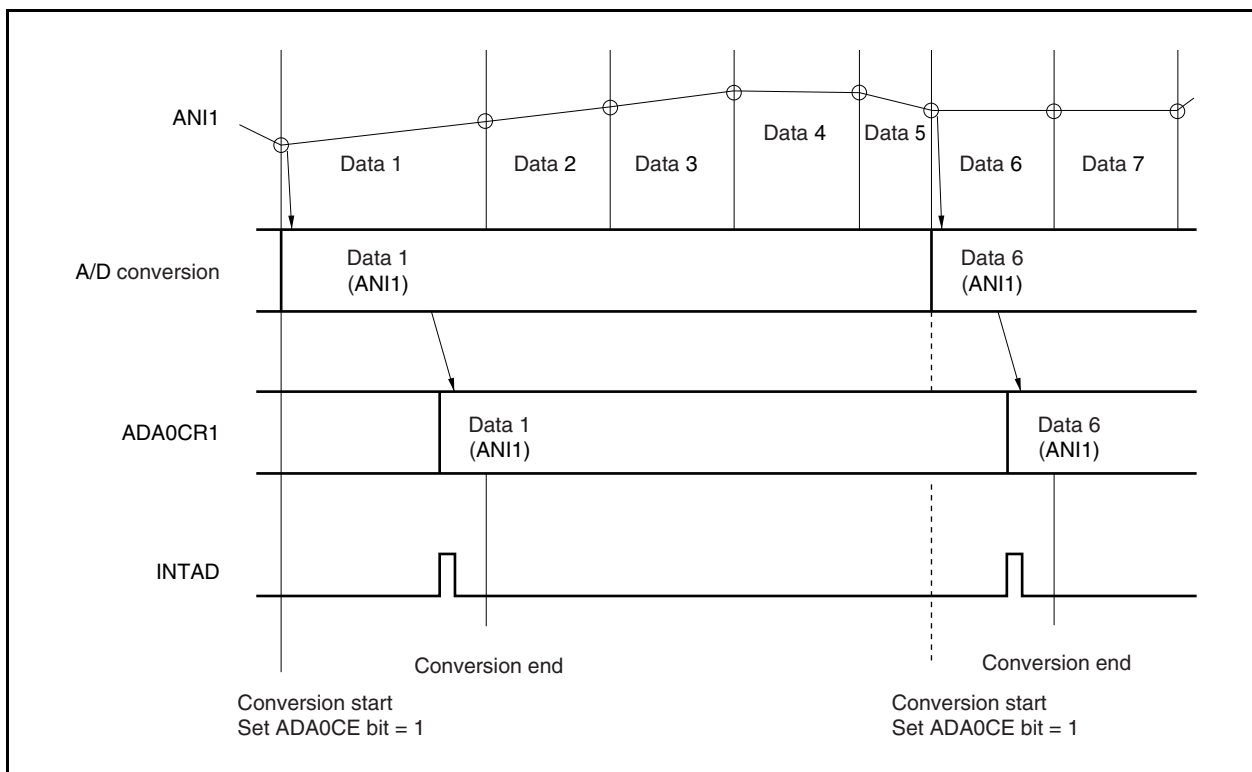 ANI1
Data 1
Data 2
Data 3
Data 4
Data 5
Data 6
Data 7
A/D conversion
Data 1
(ANI1)
Data 6
(ANI1)
ADA0CR1
Data 1
(ANI1)
Data 6
(ANI1)
INTAD
Conversion end
Conversion end
Conversion start
Set ADA0CE bit = 1
Conversion start
Set ADA0CE bit = 1